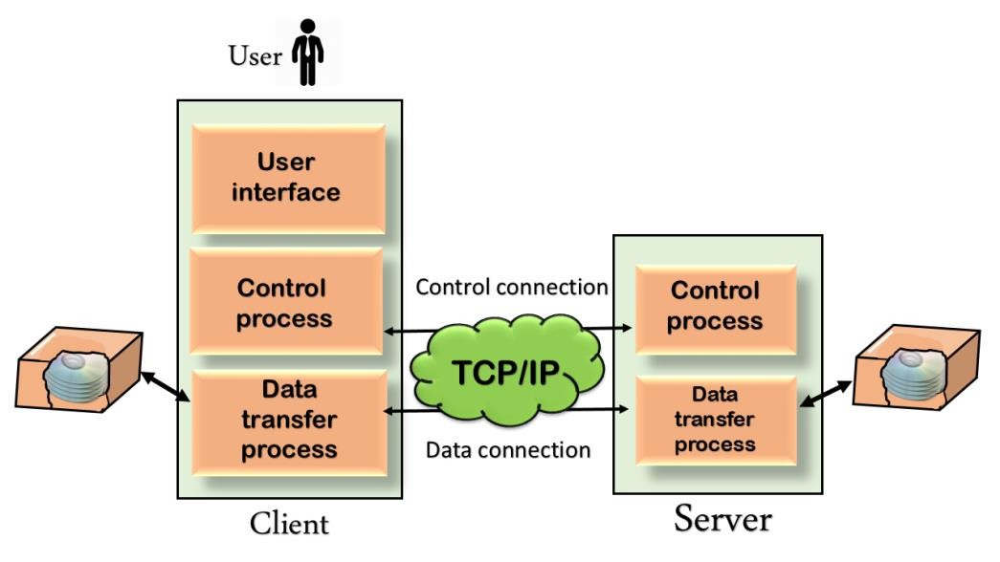 User
User
interface
Control
process
Data
transfer
process
Client
Control connection
TCP/IP
Data connection
Control
process
Data
transfer
process
Server